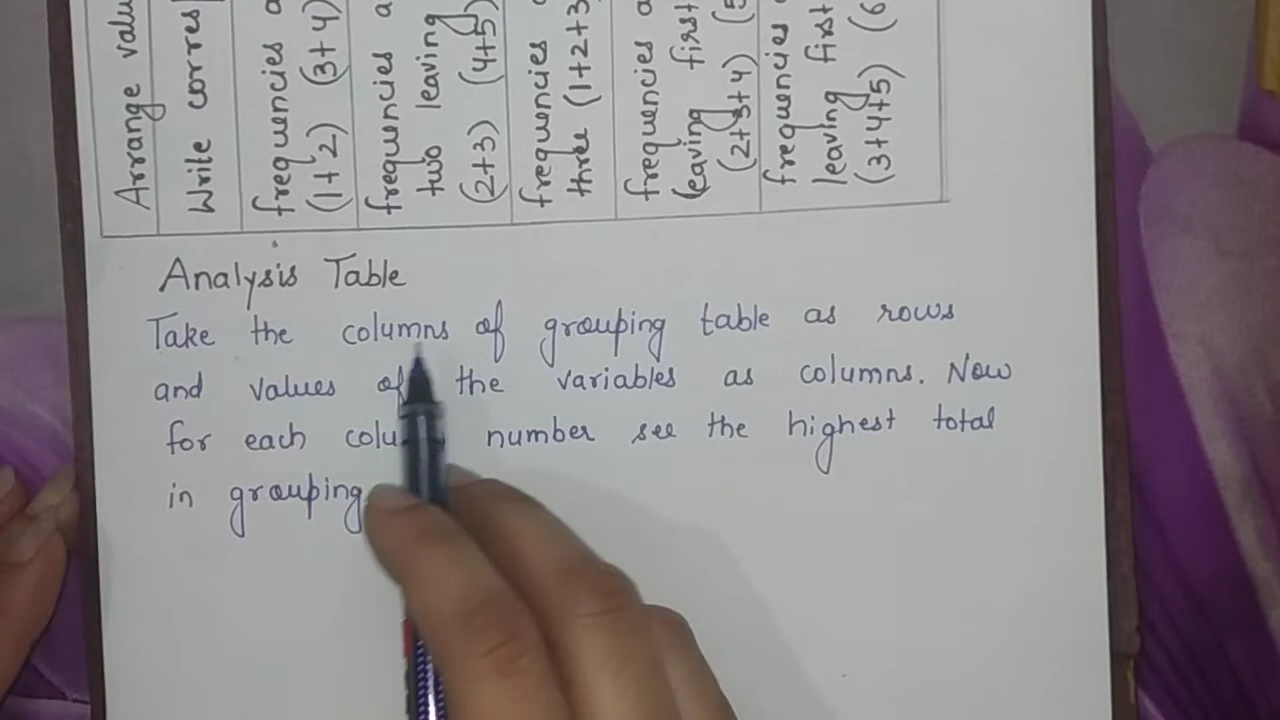 Arrange valu
Write corres
frequencies a
(1+2) (3+4)
frequencies a
two leaving
(2+3) (4+5)
frequencies
three (1+2+3
frequencies a
leaving first
(2+3+4) (5
frequencies
leaving first
(3+4+5) (6
Analysis Table
Take the columns of grouping table as rows
and values of the variables as columns. Now
for each colu number see the highest total
in grouping